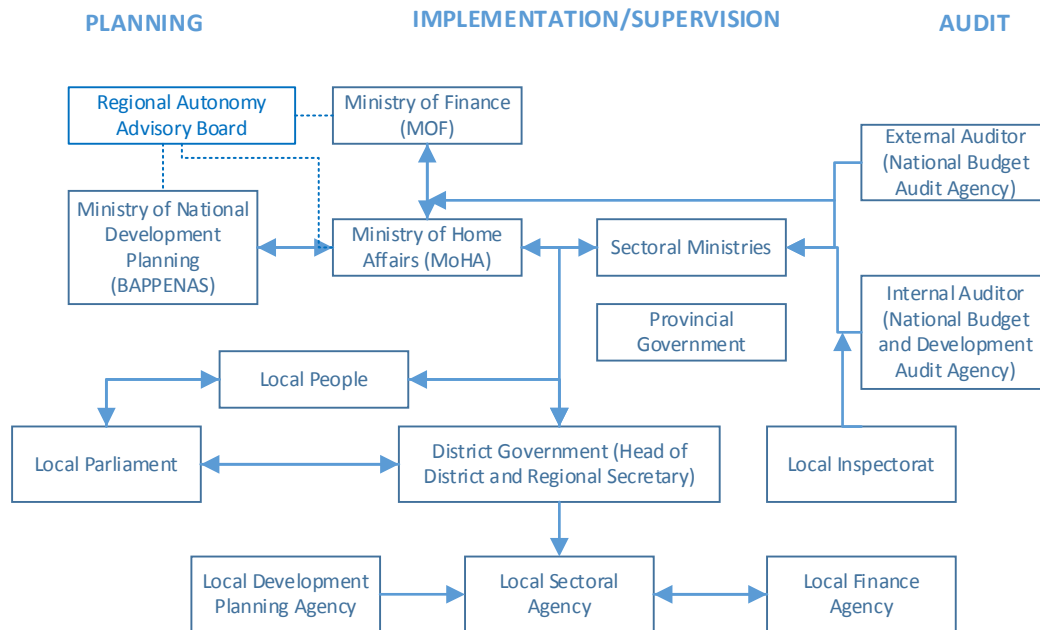 PLANNING
IMPLEMENTATION/SUPERVISION
AUDIT
Regional Autonomy
Advisory Board
Ministry of Finance
(MOF)
External Auditor
(National Budget
Audit Agency)
Ministry of National
Development
Planning
(BAPPENAS)
Ministry of Home
Affairs (MoHA)
Sectoral Ministries
Internal Auditor
(National Budget
and Development
Audit Agency)
Provincial
Government
Local People
Local Parliament
District Government (Head of
District and Regional Secretary)
Local Inspectorat
Local Development
Planning Agency
Local Sectoral
Agency
Local Finance
Agency